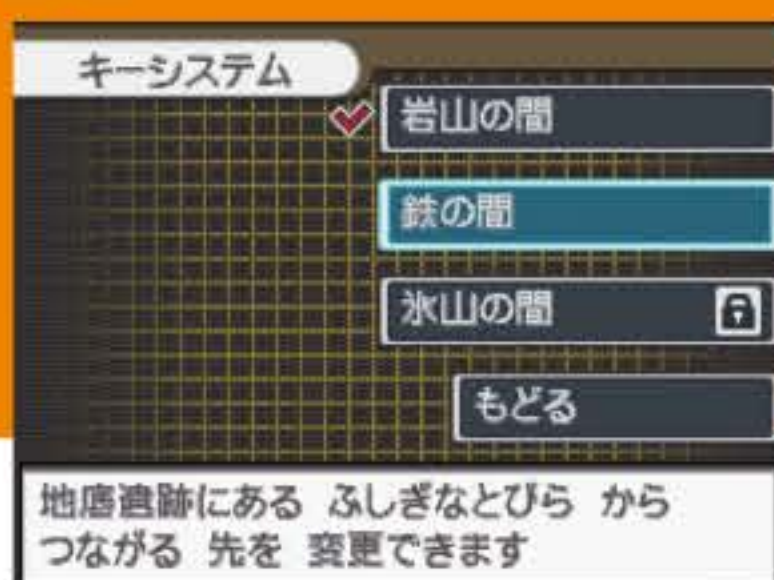 キーシステム
岩山の間
鉄の間
氷山の間
もどる
地底遺跡にある ふしぎなとびら から
つながる 先を 変更できます